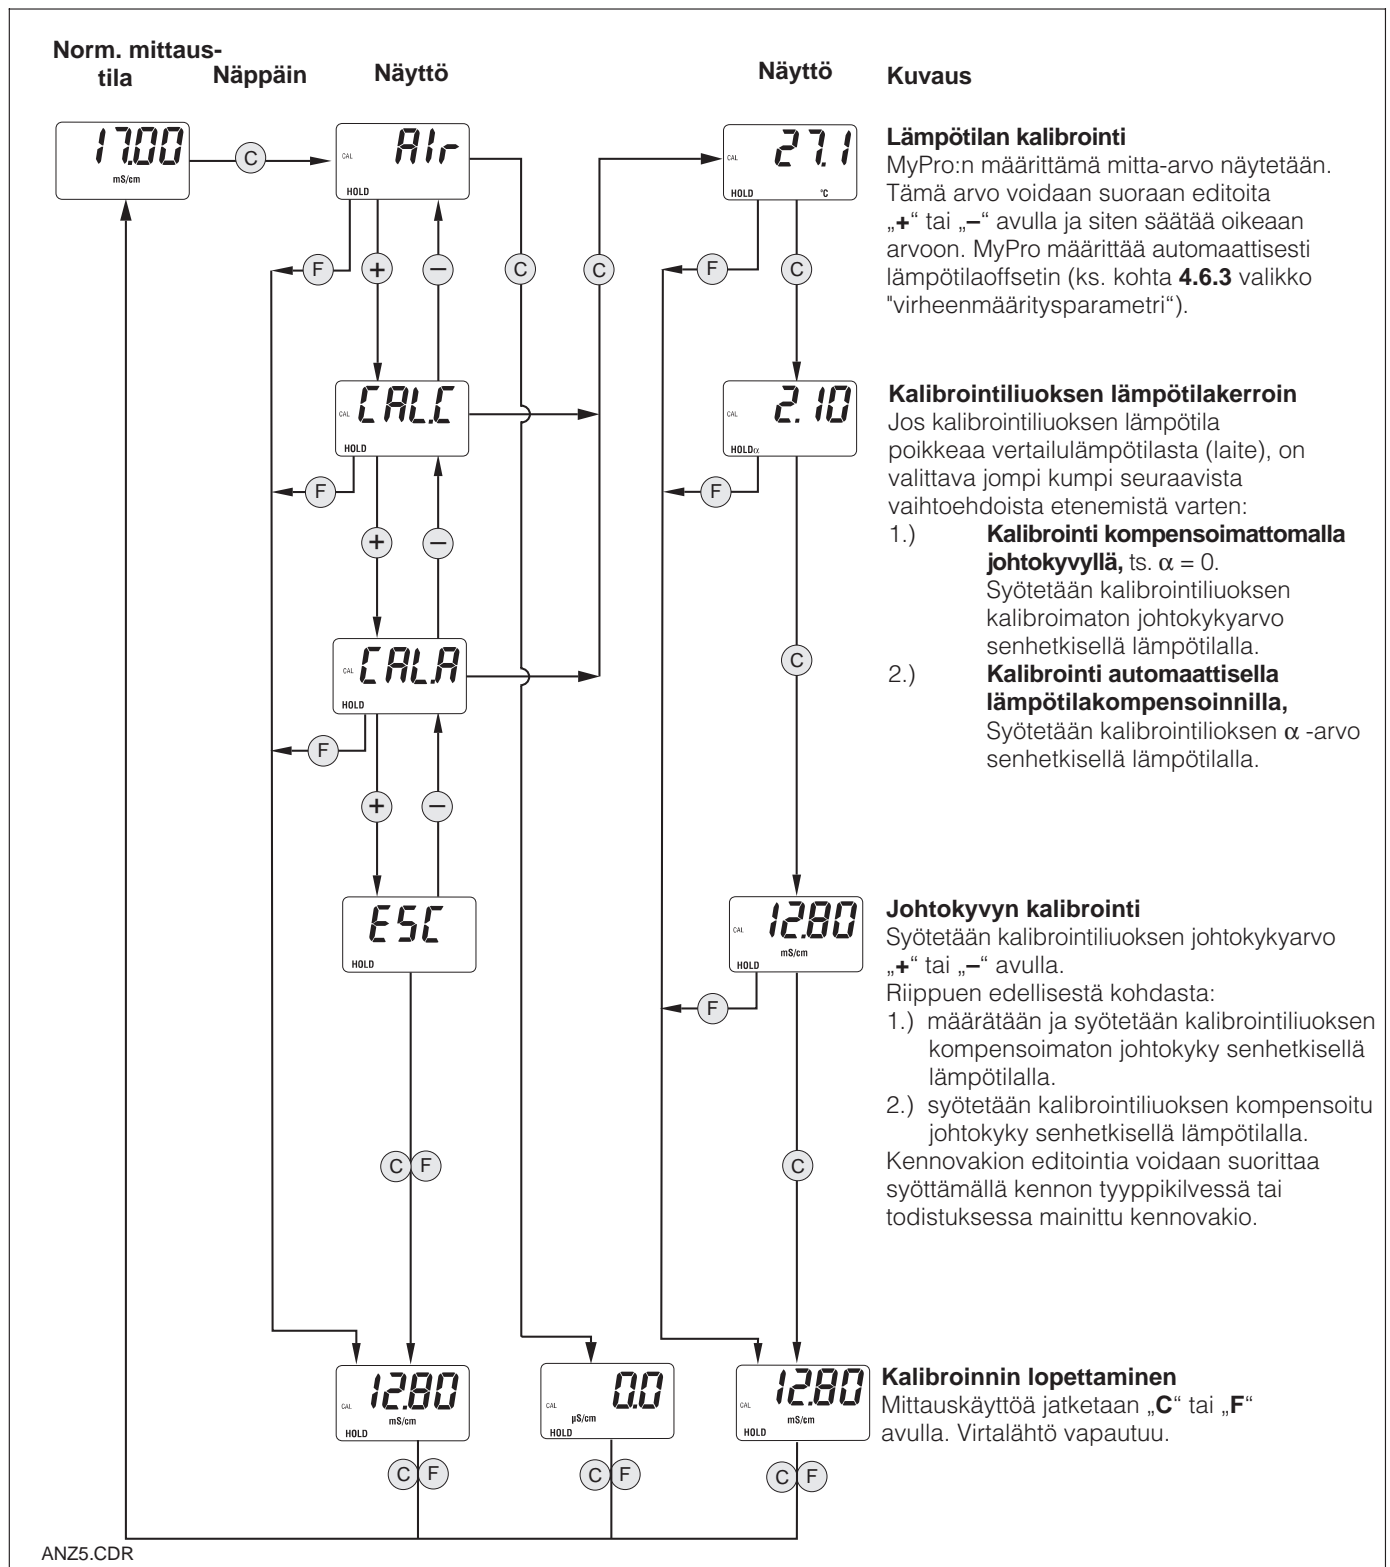 Norm. mittaus-
tila
Näppäin
Näyttö
Näyttö
Kuvaus
17.00
mS/cm
C
CAL
AIr
HOLD
F
+
–
C
C
CAL
CAL.C
HOLD
F
+
–
CAL
CAL.A
HOLD
F
+
–
ESC
HOLD
C
F
CAL
12.80
mS/cm
HOLD
C
F
CAL
0.0
µS/cm
HOLD
C
F
CAL
27.1
HOLD
°C
F
C
CAL
2.10
HOLDα
F
C
CAL
12.80
mS/cm
HOLD
F
C
CAL
12.80
mS/cm
HOLD
C
F
Lämpötilan kalibrointi
MyPro:n määrittämä mitta-arvo näytetään.
Tämä arvo voidaan suoraan editoita
„+“ tai „–“ avulla ja siten säätää oikeaan
arvoon. MyPro määrittää automaattisesti
lämpötilaoffsetin (ks. kohta 4.6.3 valikko
"virheenmääritysparametri“).
Kalibrointiliuoksen lämpötilakerroin
Jos kalibrointiliuoksen lämpötila
poikkeaa vertailulämpötilasta (laite), on
valittava jompi kumpi seuraavista
vaihtoehdoista etenemistä varten:
1.) Kalibrointi kompensoimattomalla
johtokyvyllä, ts. α = 0.
Syötetään kalibrointiliuoksen
kalibroimaton johtokykyarvo
senhetkisellä lämpötilalla.
2.) Kalibrointi automaattisella
lämpötilakompensoinnilla,
Syötetään kalibrointilioksen α -arvo
senhetkisellä lämpötilalla.
Johtokyvyn kalibrointi
Syötetään kalibrointiliuoksen johtokykyarvo
„+“ tai „–“ avulla.
Riippuen edellisestä kohdasta:
1.) määrätään ja syötetään kalibrointiliuoksen
kompensoimaton johtokyky senhetkisellä
lämpötilalla.
2.) syötetään kalibrointiliuoksen kompensoitu
johtokyky senhetkisellä lämpötilalla.
Kennovakion editointia voidaan suorittaa
syöttämällä kennon tyyppikilvessä tai
todistuksessa mainittu kennovakio.
Kalibroinnin lopettaminen
Mittauskäyttöä jatketaan „C“ tai „F“
avulla. Virtalähtö vapautuu.
ANZ5.CDR